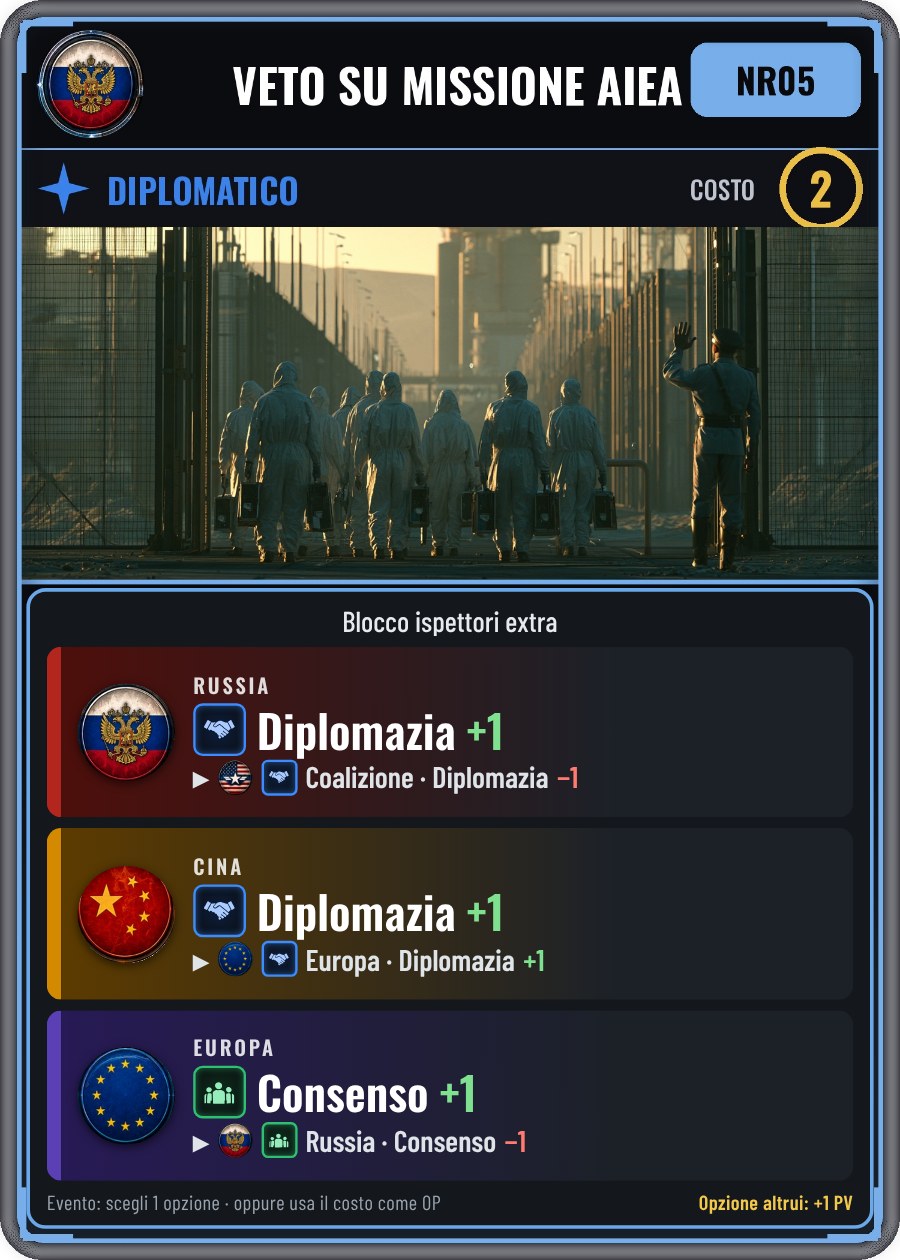 VETO SU MISSIONE AIEA
NR05
DIPLOMATICO
COSTO
2
Blocco ispettori extra
RUSSIA
Diplomazia +1
▶ Coalizione · Diplomazia −1
CINA
Diplomazia +1
▶ Europa · Diplomazia +1
EUROPA
Consenso +1
▶ Russia · Consenso −1
Evento: scegli 1 opzione · oppure usa il costo come OP
Opzione altrui: +1 PV